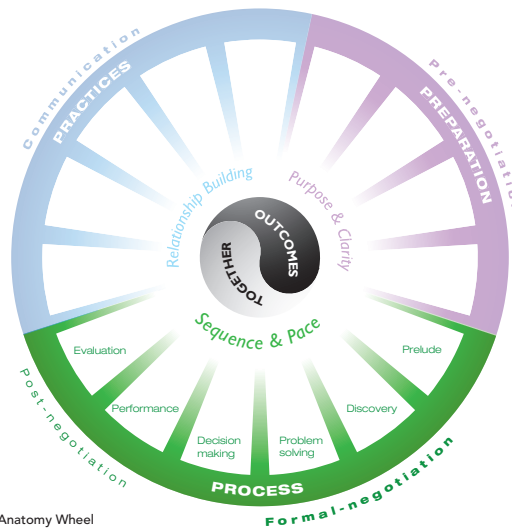 Communication
PRACTICES
Pre-negotiation
PREPARATION
Relationship Building
Purpose & Clarity
OUTCOMES
TOGETHER
Sequence & Pace
Evaluation
Prelude
Performance
Discovery
Decision
making
Problem
solving
Post-negotiation
PROCESS
Formal-negotiation
Anatomy Wheel